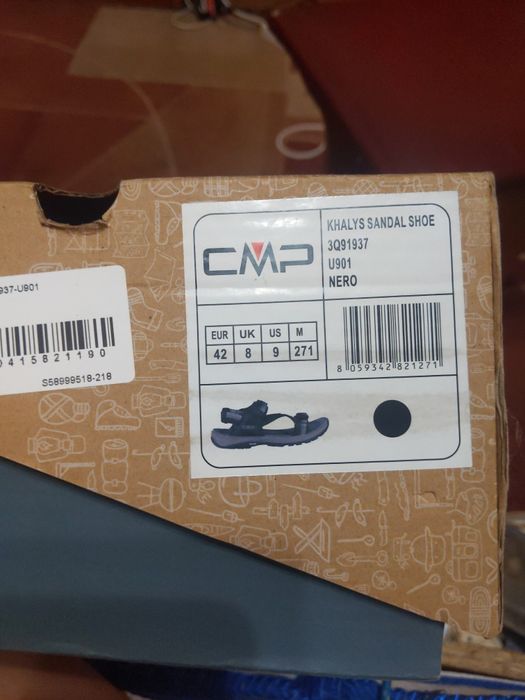 937-U901
0415821190
S58999518-218
CMP
KHALYS SANDAL SHOE
3Q91937
U901
NERO
EUR UK US M
42 8 9 271
8 059342 821271